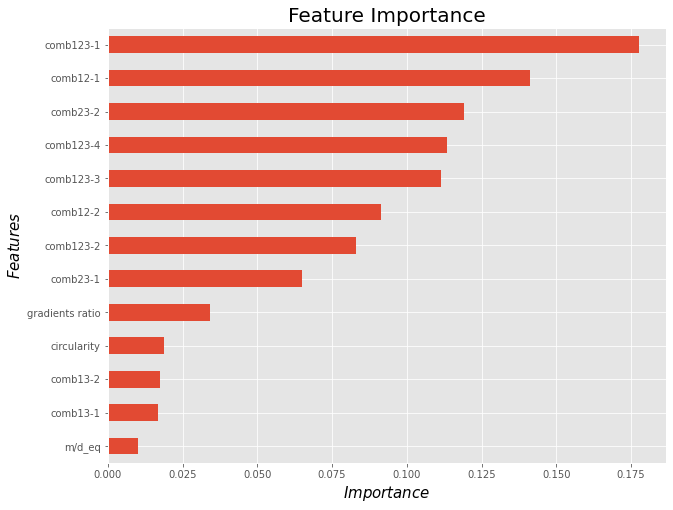 Feature Importance
comb123-1
comb12-1
comb23-2
comb123-4
comb123-3
comb12-2
comb123-2
comb23-1
gradients ratio
circularity
comb13-2
comb13-1
m/d_eq
Features
0.000 0.025 0.050 0.075 0.100 0.125 0.150 0.175
Importance